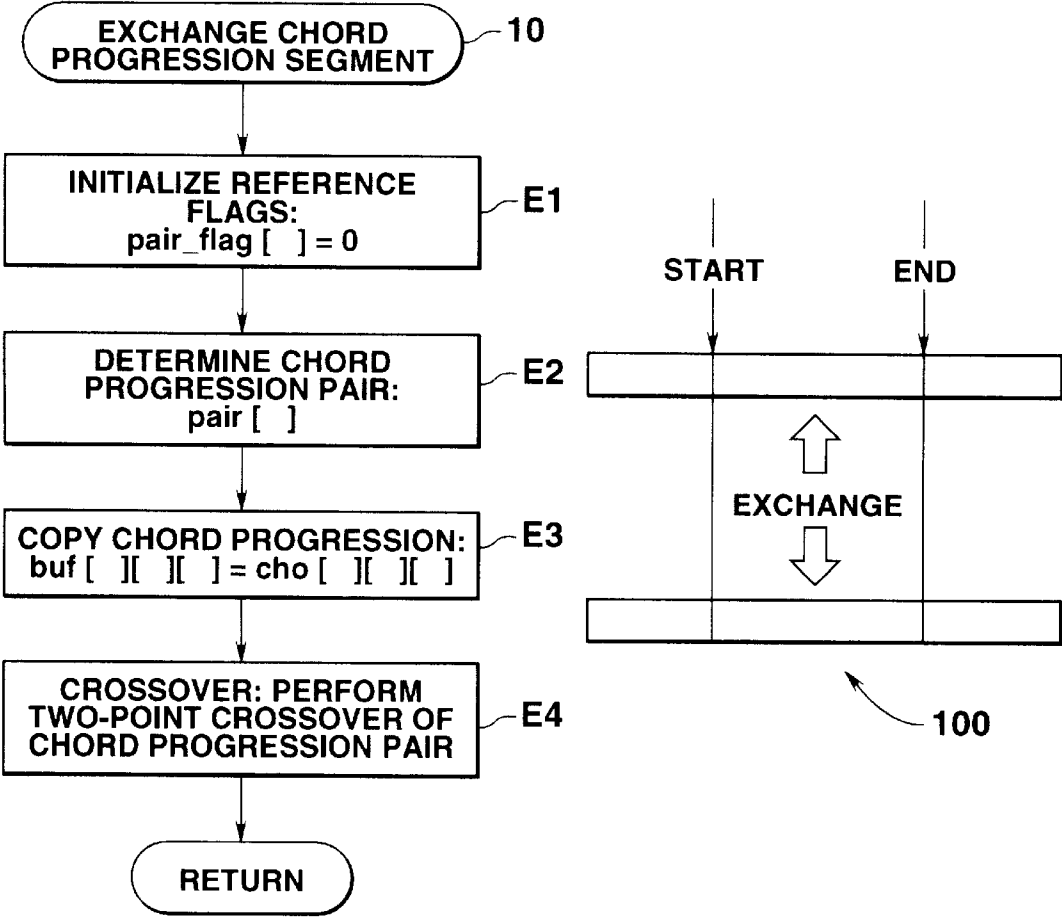 EXCHANGE CHORD
PROGRESSION SEGMENT
10
INITIALIZE REFERENCE
FLAGS:
pair_flag [ ] = 0
E1
DETERMINE CHORD
PROGRESSION PAIR:
pair [ ]
E2
COPY CHORD PROGRESSION:
buf [ ][ ][ ] = cho [ ][ ][ ]
E3
CROSSOVER: PERFORM
TWO-POINT CROSSOVER OF
CHORD PROGRESSION PAIR
E4
RETURN
START
END
EXCHANGE
100